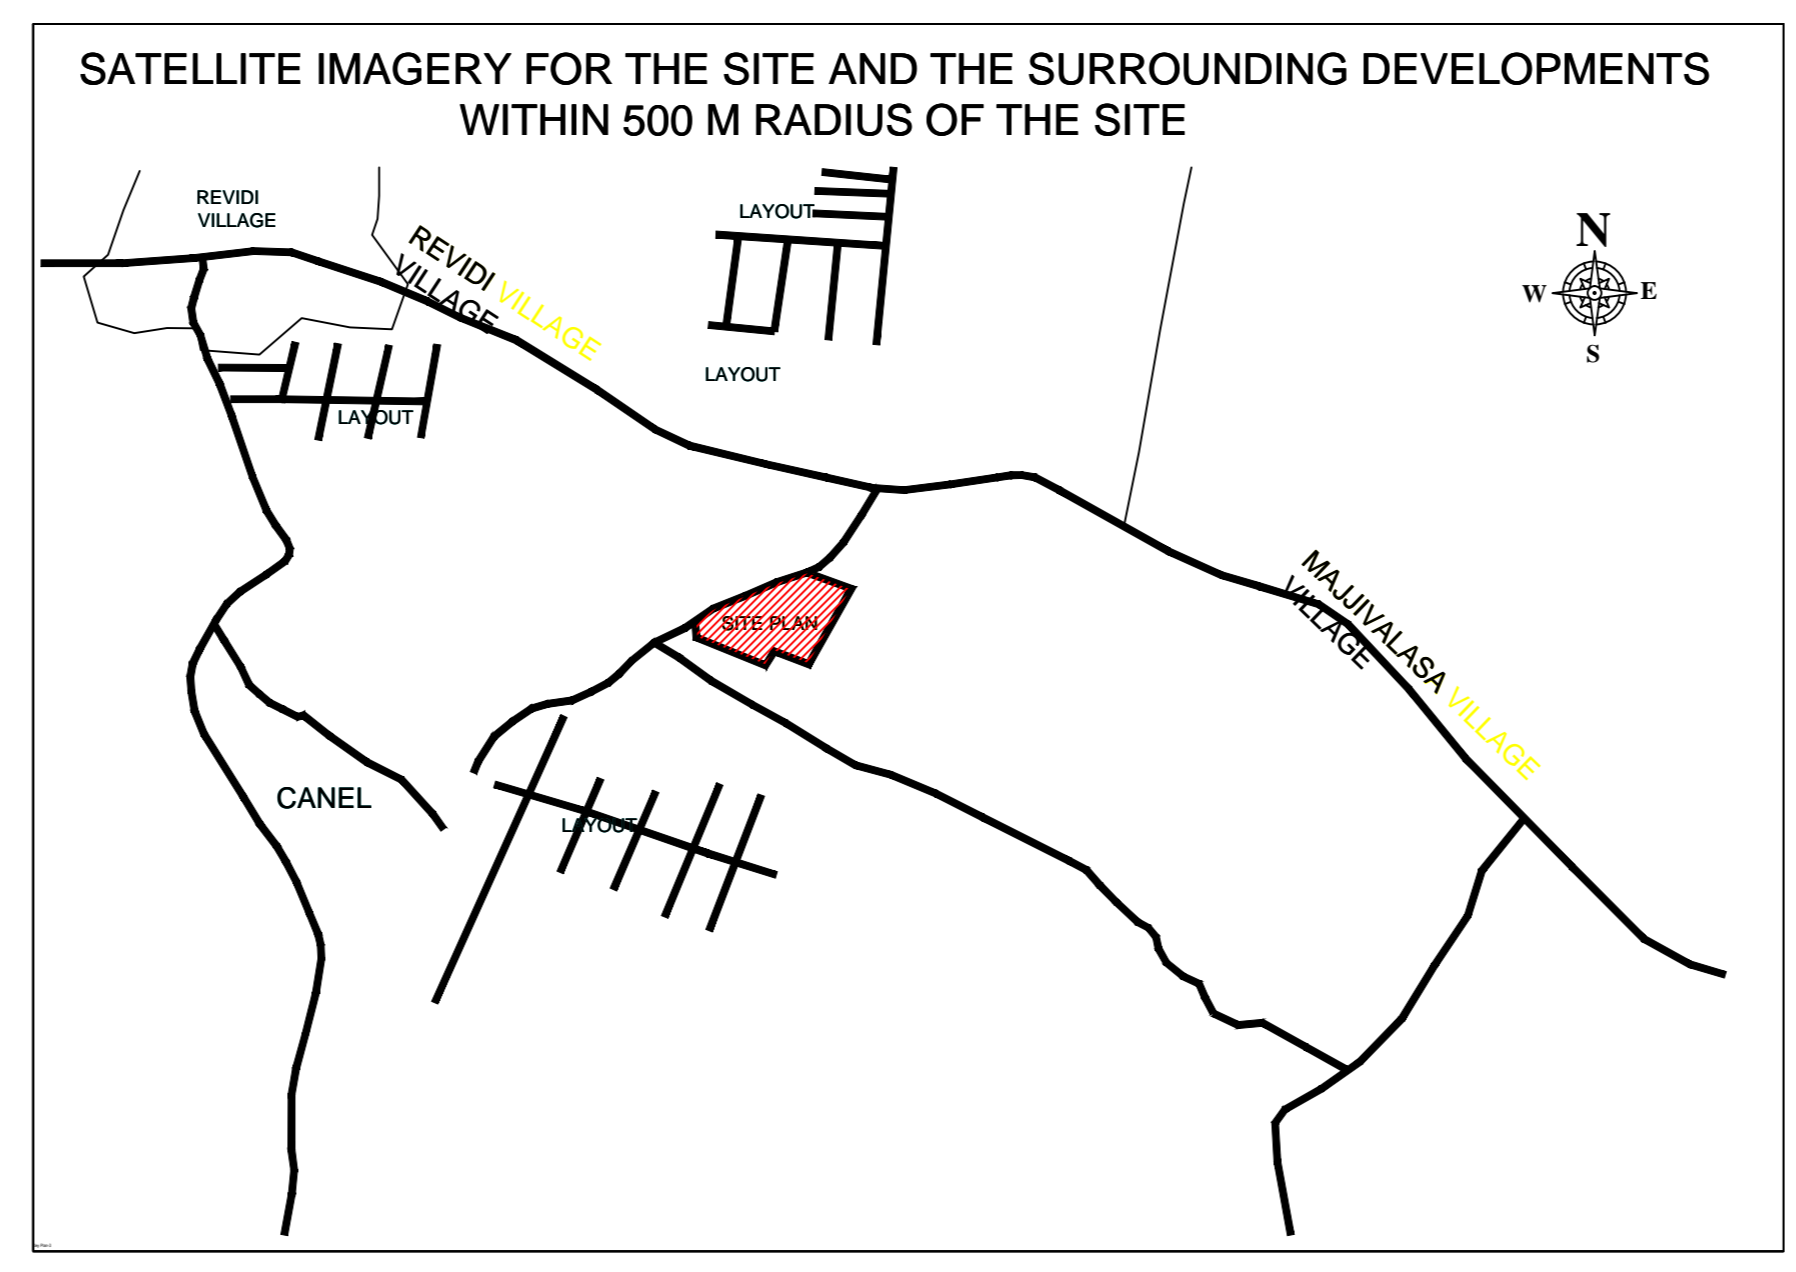 SATELLITE IMAGERY FOR THE SITE AND THE SURROUNDING DEVELOPMENTS
WITHIN 500 M RADIUS OF THE SITE
REVIDI
VILLAGE
REVIDI VILLAGE
VILLAGE
LAYOUT
N
W
E
S
LAYOUT
LAYOUT
SITE PLAN
MAJJIVALASA VILLAGE
VILLAGE
CANEL
LAYOUT